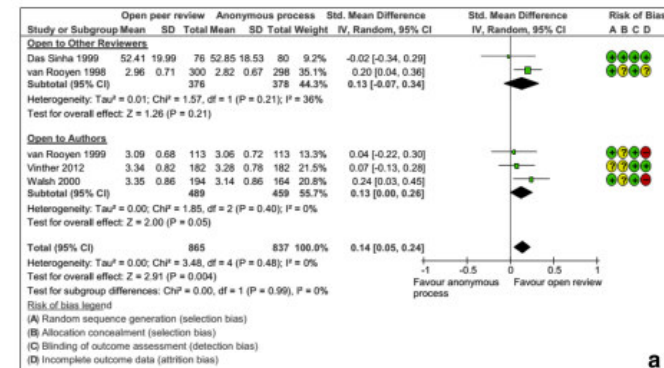 Open peer review Anonymous process Std. Mean Difference Std. Mean Difference Risk of Bias
Study or Subgroup Mean SD Total Mean SD Total Weight IV, Random, 95% CI IV, Random, 95% CI A B C D
Open to Other Reviewers
Das Sinha 1999 52.41 19.99 76 52.85 18.53 80 9.2% -0.02 [-0.34, 0.29]
van Rooyen 1998 2.96 0.71 300 2.82 0.67 298 35.1% 0.20 [0.04, 0.36]
Subtotal (95% CI) 376 378 44.3% 0.13 [-0.07, 0.34]
Heterogeneity: Tau² = 0.01; Chi² = 1.57, df = 1 (P = 0.21); I² = 36%
Test for overall effect: Z = 1.26 (P = 0.21)
Open to Authors
van Rooyen 1999 3.09 0.68 113 3.06 0.72 113 13.3% 0.04 [-0.22, 0.30]
Vinther 2012 3.34 0.82 182 3.28 0.78 182 21.5% 0.07 [-0.13, 0.28]
Walsh 2000 3.35 0.86 194 3.14 0.86 164 20.9% 0.24 [0.03, 0.45]
Subtotal (95% CI) 489 459 55.7% 0.13 [0.00, 0.26]
Heterogeneity: Tau² = 0.00; Chi² = 1.85, df = 2 (P = 0.40); I² = 0%
Test for overall effect: Z = 2.00 (P = 0.05)
Total (95% CI) 865 837 100.0% 0.14 [0.05, 0.24]
Heterogeneity: Tau² = 0.00; Chi² = 3.48, df = 4 (P = 0.48); I² = 0%
Test for overall effect: Z = 2.91 (P = 0.004)
Test for subgroup differences: Chi² = 0.00, df = 1 (P = 0.99), I² = 0%
-1 -0.5 0 0.5 1
Favour anonymous process Favour open review
Risk of bias legend
(A) Random sequence generation (selection bias)
(B) Allocation concealment (selection bias)
(C) Blinding of outcome assessment (detection bias)
(D) Incomplete outcome data (attrition bias)
a